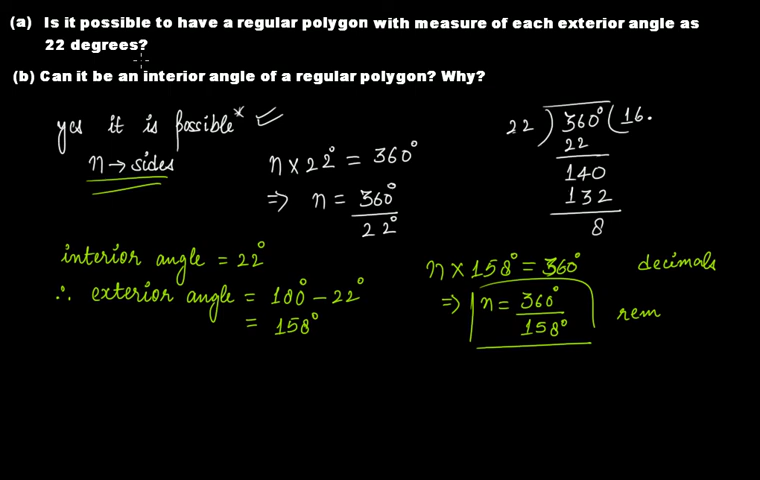 (a) Is it possible to have a regular polygon with measure of each exterior angle as
22 degrees?
(b) Can it be an interior angle of a regular polygon? Why?
yes it is possible*
n → sides
n × 22° = 360°
⇒ n = 360°
22°
22 ) 360° ( 16.
22
140
132
8
interior angle = 22°
∴ exterior angle = 180° - 22°
= 158°
n × 158° = 360°
⇒ n = 360°
158°
decimals
rem